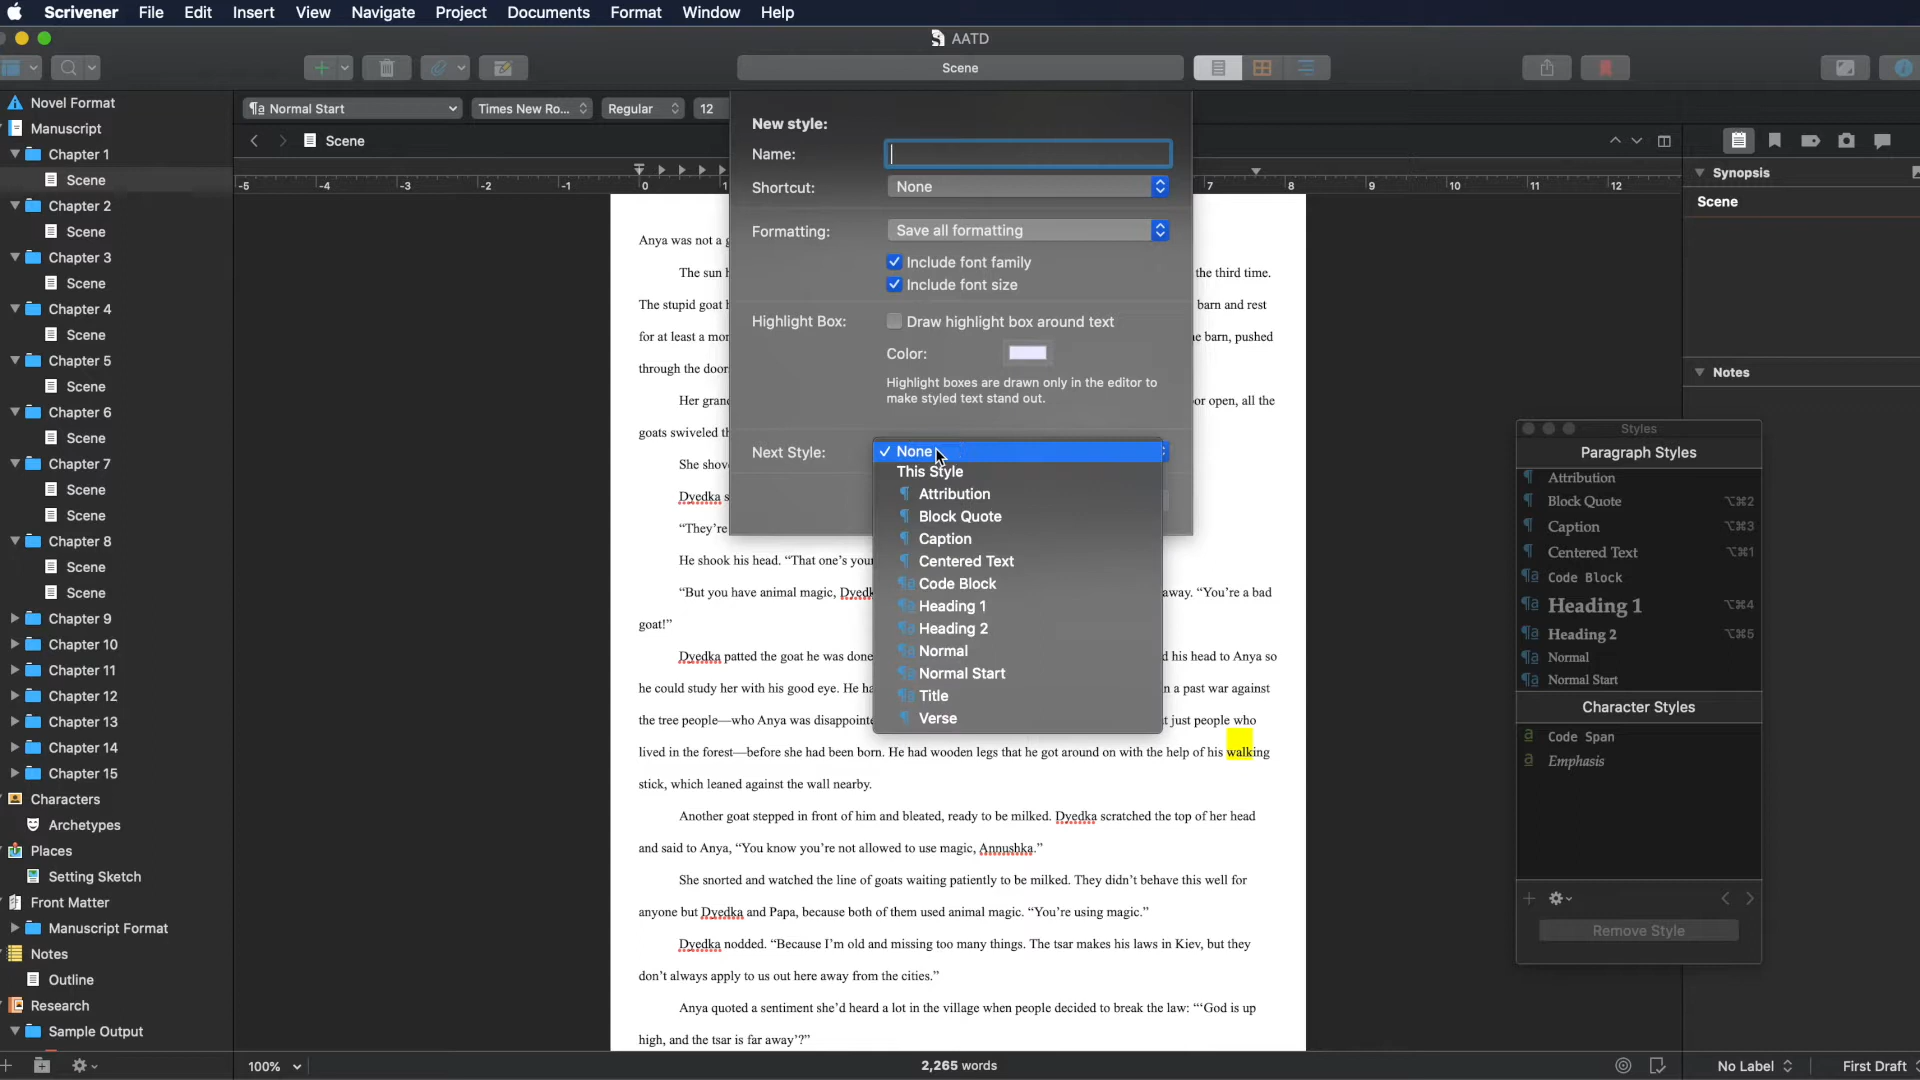 Scrivener File Edit Insert View Navigate Project Documents Format Window Help
AATD
Scene
Normal Start
Times New Ro...
Regular
12
Novel Format
Manuscript
Chapter 1
Scene
Chapter 2
Scene
Chapter 3
Scene
Chapter 4
Scene
Chapter 5
Scene
Chapter 6
Scene
Chapter 7
Scene
Scene
Chapter 8
Scene
Scene
Chapter 9
Chapter 10
Chapter 11
Chapter 12
Chapter 13
Chapter 14
Chapter 15
Characters
Archetypes
Places
Setting Sketch
Front Matter
Manuscript Format
Notes
Outline
Research
Sample Output
Scene
-5 -4 -3 -2 -1 0 1 7 8 9 10 11 12
New style:
Name:
Shortcut: None
Formatting: Save all formatting
Include font family
Include font size
Highlight Box: Draw highlight box around text
Color:
Highlight boxes are drawn only in the editor to
make styled text stand out.
Next Style:
✓ None
This Style
¶ Attribution
¶ Block Quote
¶ Caption
¶ Centered Text
¶a Code Block
¶a Heading 1
¶a Heading 2
¶a Normal
¶a Normal Start
¶a Title
¶ Verse
Anya was not a
The sun the third time.
The stupid goat barn and rest
for at least a barn, pushed
through the
Her open, all the
goats swiveled
She
Dyedka
“They’re
He shook his head. “That one’s
“But you have animal magic, away. “You’re a bad
goat!”
Dyedka patted the goat he was done his head to Anya so
he could study her with his good eye. He in a past war against
the tree people—who Anya was just people who
lived in the forest—before she had been born. He had wooden legs that he got around on with the help of his walking
stick, which leaned against the wall nearby.
Another goat stepped in front of him and bleated, ready to be milked. Dyedka scratched the top of her head
and said to Anya, “You know you’re not allowed to use magic, Annushka.”
She snorted and watched the line of goats waiting patiently to be milked. They didn’t behave this well for
anyone but Dyedka and Papa, because both of them used animal magic. “You’re using magic.”
Dyedka nodded. “Because I’m old and missing too many things. The tsar makes his laws in Kiev, but they
don’t always apply to us out here away from the cities.”
Anya quoted a sentiment she’d heard a lot in the village when people decided to break the law: “‘God is up
high, and the tsar is far away’?”
Synopsis
Scene
Notes
Styles
Paragraph Styles
¶ Attribution
¶ Block Quote ⌥⌘2
¶ Caption ⌥⌘3
¶ Centered Text ⌥⌘1
¶a Code Block
¶a Heading 1 ⌥⌘4
¶a Heading 2 ⌥⌘5
¶a Normal
¶a Normal Start
Character Styles
a Code Span
a Emphasis
Remove Style
100%
2,265 words
No Label
First Draft